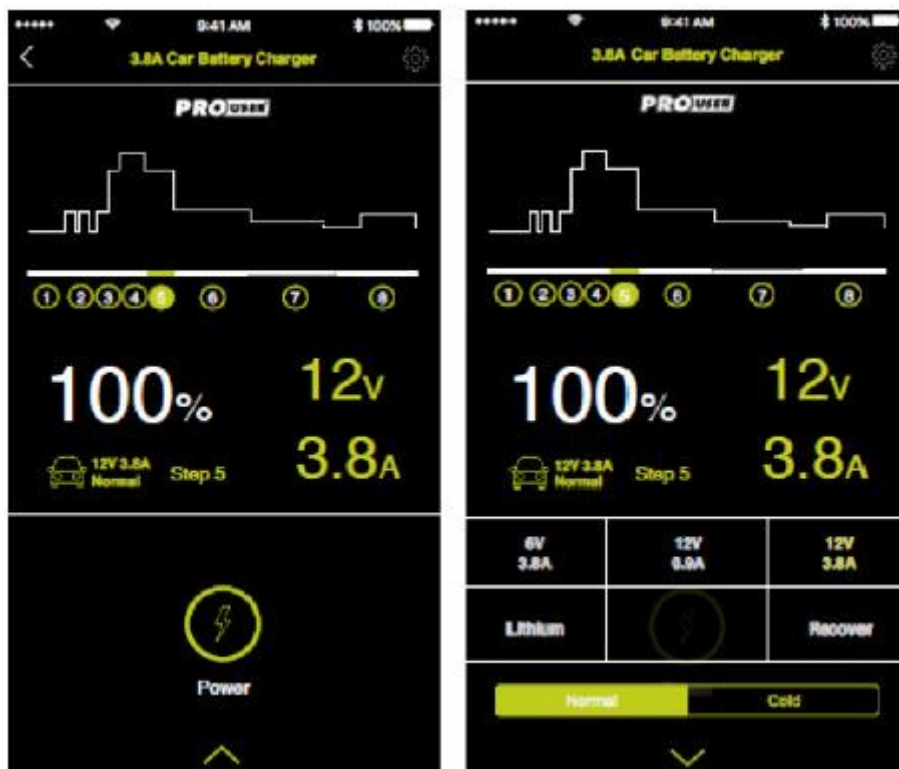 9:41 AM
100%
3.8A Car Battery Charger
PRO USER
1 2 3 4 5 6 7 8
100%
12V
12V 3.8A
Normal
Step 5
3.8A
Power
9:41 AM
100%
3.8A Car Battery Charger
PRO USER
1 2 3 4 5 6 7 8
100%
12V
12V 3.8A
Normal
Step 5
3.8A
6V
3.8A
12V
0.9A
12V
3.8A
Lithium
Recover
Normal
Cold